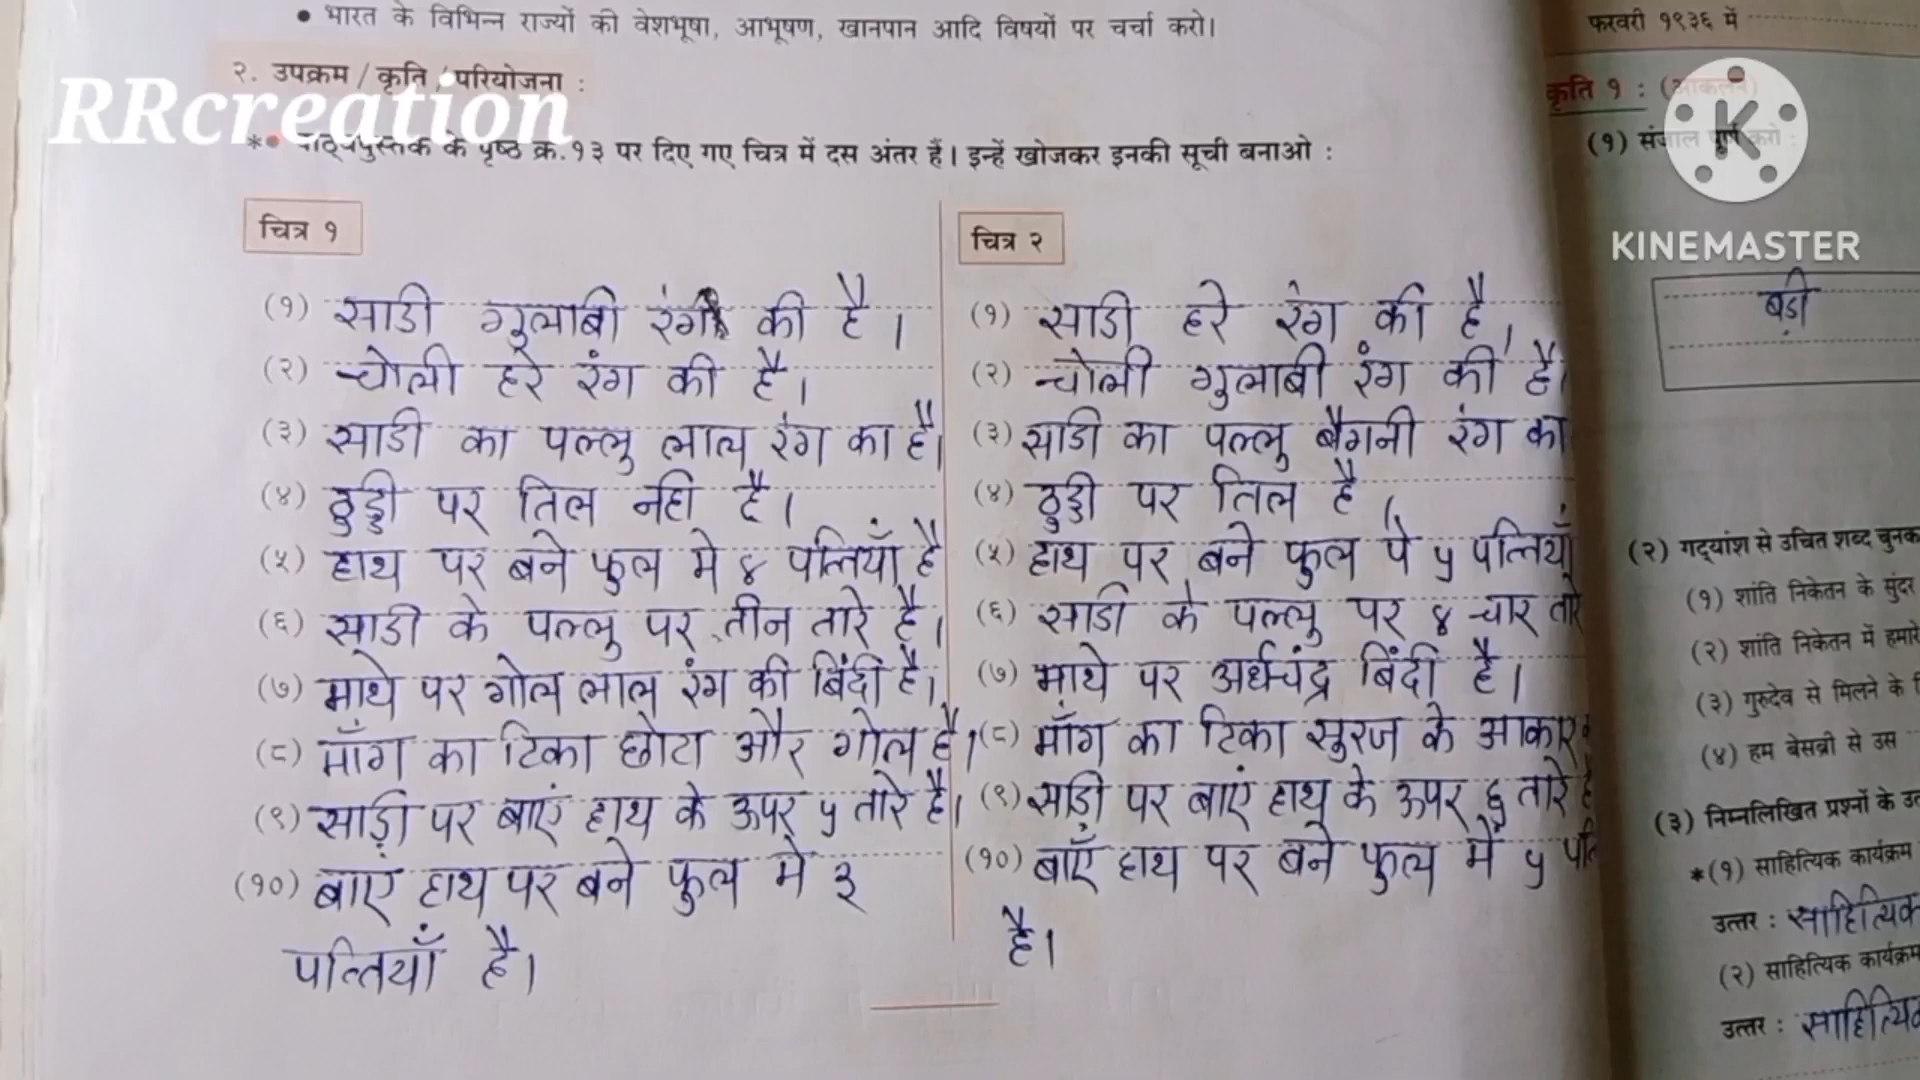 • भारत के विभिन्न राज्यों की वेशभूषा, आभूषण, खानपान आदि विषयों पर चर्चा करो।
२. उपक्रम / कृति / परियोजना :
RRcreation
*• पाठ्यपुस्तक के पृष्ठ क्र.१३ पर दिए गए चित्र में दस अंतर हैं। इन्हें खोजकर इनकी सूची बनाओ :
चित्र १
(१) साडी गुलाबी रंग की है।
(२) चोली हरे रंग की है।
(३) साडी का पल्लु लाल रंग का है।
(४) ठुड्डी पर तिल नही है।
(५) हाथ पर बने फुल मे ४ पत्तियाँ है
(६) साडी के पल्लु पर तीन तारे है।
(७) माथे पर गोल लाल रंग की बिंदी है।
(८) माँग का टिका छोटा और गोल है।
(९) साड़ी पर बाएं हाथ के ऊपर ५ तारे है।
(१०) बाएं हाथ पर बने फुल मे ३
पत्तियाँ है।
चित्र २
(१) साडी हरे रंग की है,
(२) चोली गुलाबी रंग की है।
(३) साडी का पल्लु बैगनी रंग का
(४) ठुड्डी पर तिल है,
(५) हाथ पर बने फुल पे ५ पत्तियाँ
(६) साडी के पल्लु पर ४ चार तारे
(७) माथे पर अर्धचंद्र बिंदी है।
(८) माँग का टिका सुरज के आकार
(९) साड़ी पर बाएं हाथ के ऊपर ६ तारे है
(१०) बाएँ हाथ पर बने फुल में ५
है।
फरवरी १९३६ में
कृति १ : (आकलन)
(१) संजाल पूर्ण करो :
KINEMASTER
बड़ी
(२) गद्यांश से उचित शब्द
(१) शांति निकेतन के सुंदर
(२) शांति निकेतन में हमारे
(३) गुरुदेव से मिलने के
(४) हम बेसब्री से उस
(३) निम्नलिखित प्रश्नों के
*(१) साहित्यिक कार्यक्रम
उत्तर : साहित्यिक
(२) साहित्यिक कार्यक्रम
उत्तर : साहित्यिक